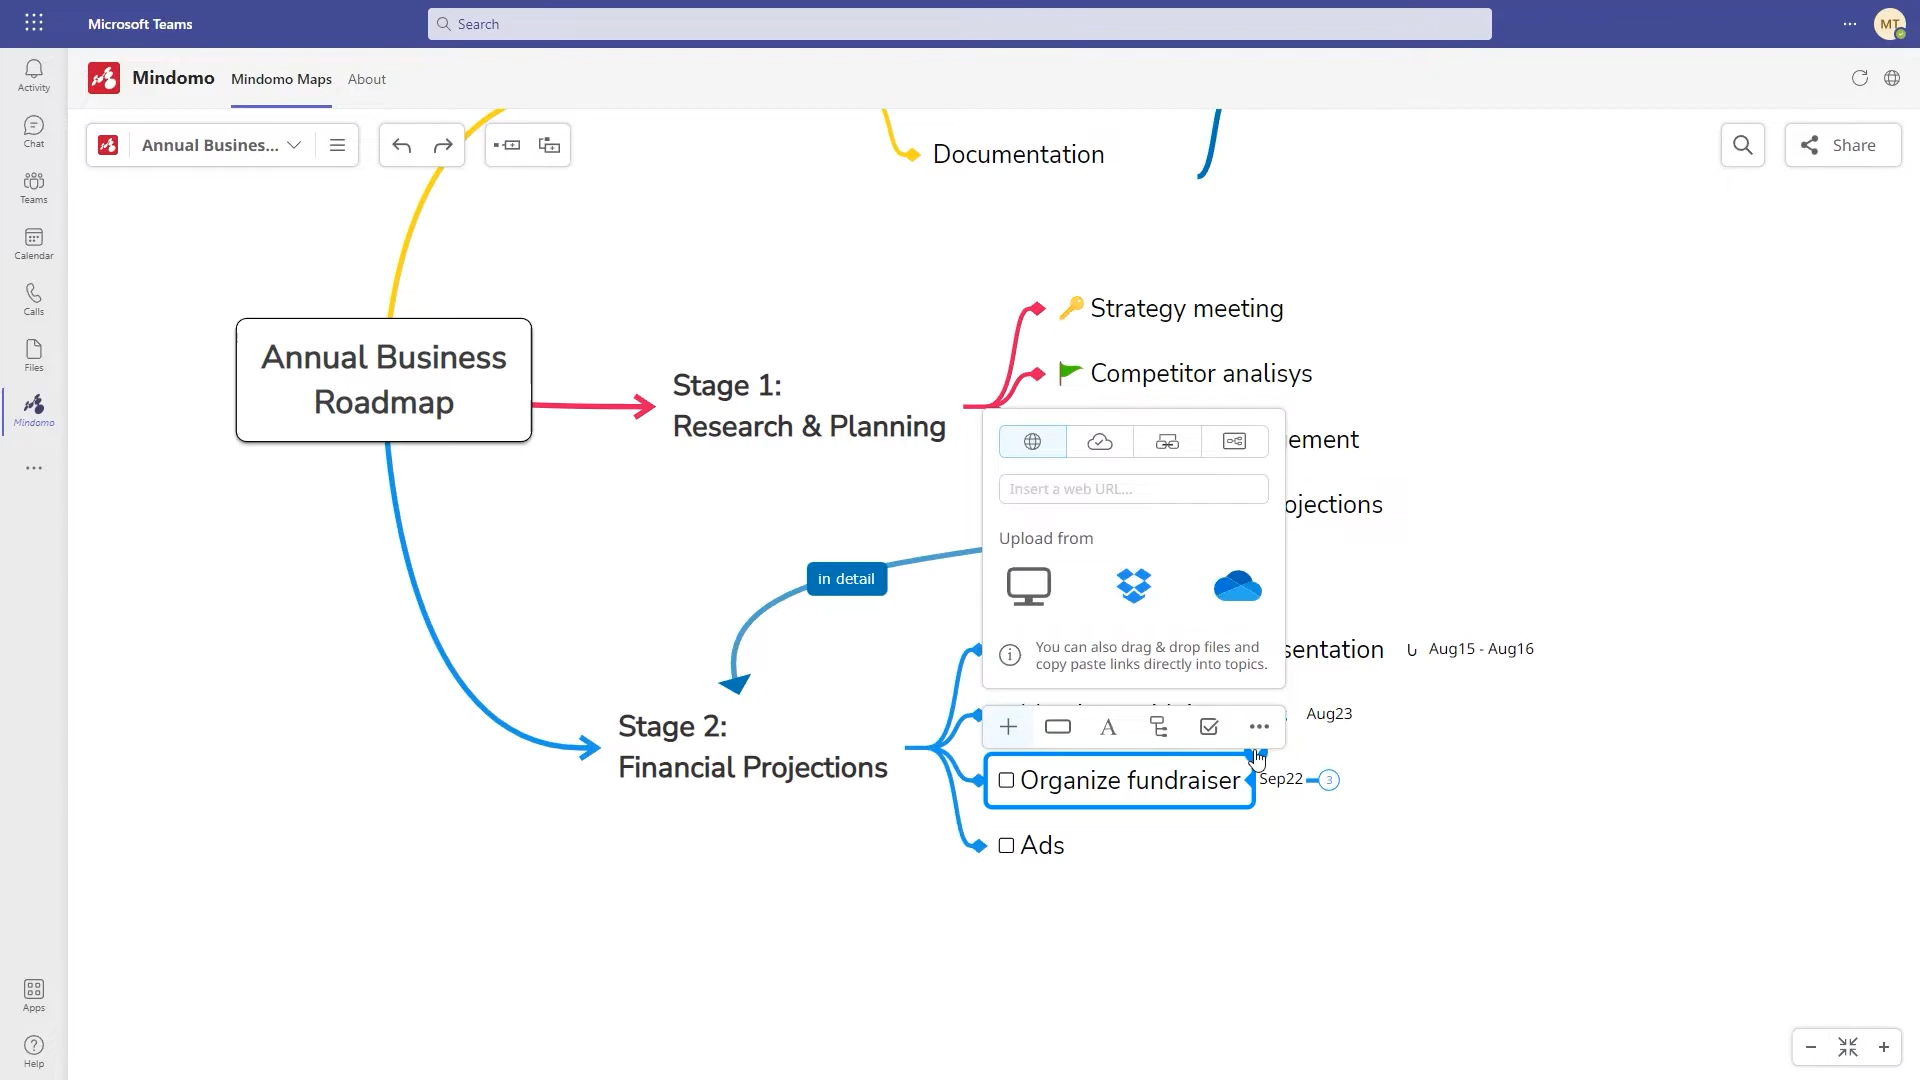 Microsoft Teams
Search
MT
Activity
Chat
Teams
Calendar
Calls
Files
Mindomo
Apps
Help
Mindomo
Mindomo Maps
About
Annual Busines...
Share
Documentation
Annual Business
Roadmap
Stage 1:
Research & Planning
Strategy meeting
Competitor analisys
ement
ojections
Insert a web URL...
Upload from
You can also drag & drop files and
copy paste links directly into topics.
in detail
Stage 2:
Financial Projections
sentation
Aug15 - Aug16
Aug23
A
Organize fundraiser
Sep22
3
Ads